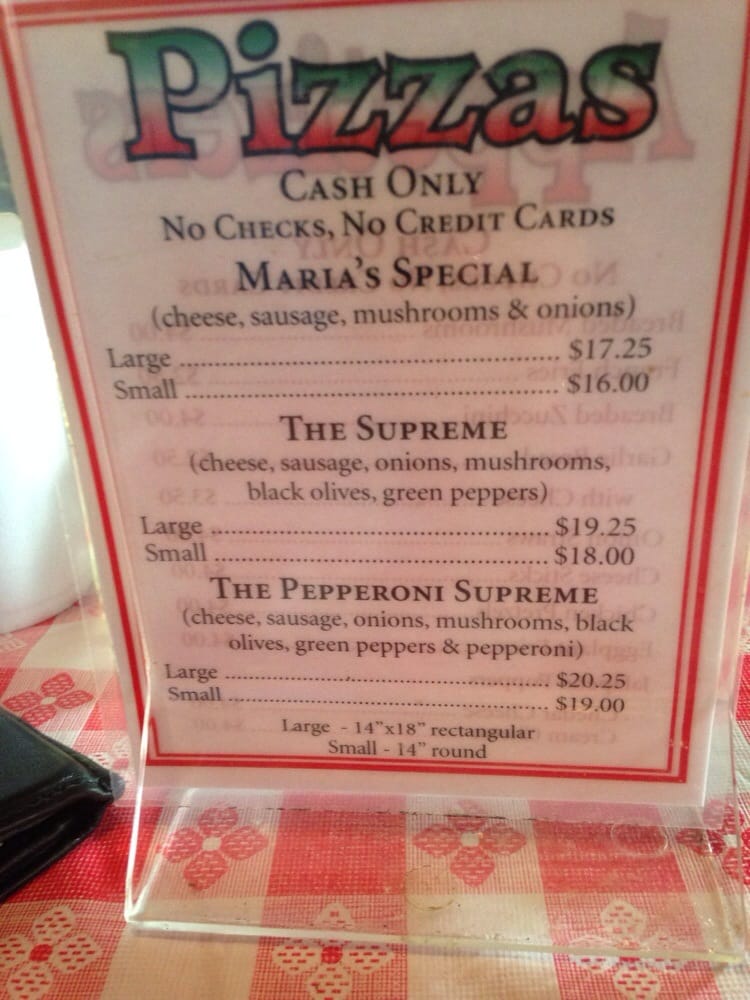 Pizzas
CASH ONLY
NO CHECKS, NO CREDIT CARDS
MARIA'S SPECIAL
(cheese, sausage, mushrooms & onions)
Large ........................................................ $17.25
Small ........................................................ $16.00
THE SUPREME
(cheese, sausage, onions, mushrooms,
black olives, green peppers)
Large .................................................. $19.25
Small .................................................. $18.00
THE PEPPERONI SUPREME
(cheese, sausage, onions, mushrooms, black
olives, green peppers & pepperoni)
Large .................................................. $20.25
Small .................................................. $19.00
Large - 14"x18" rectangular
Small - 14" round